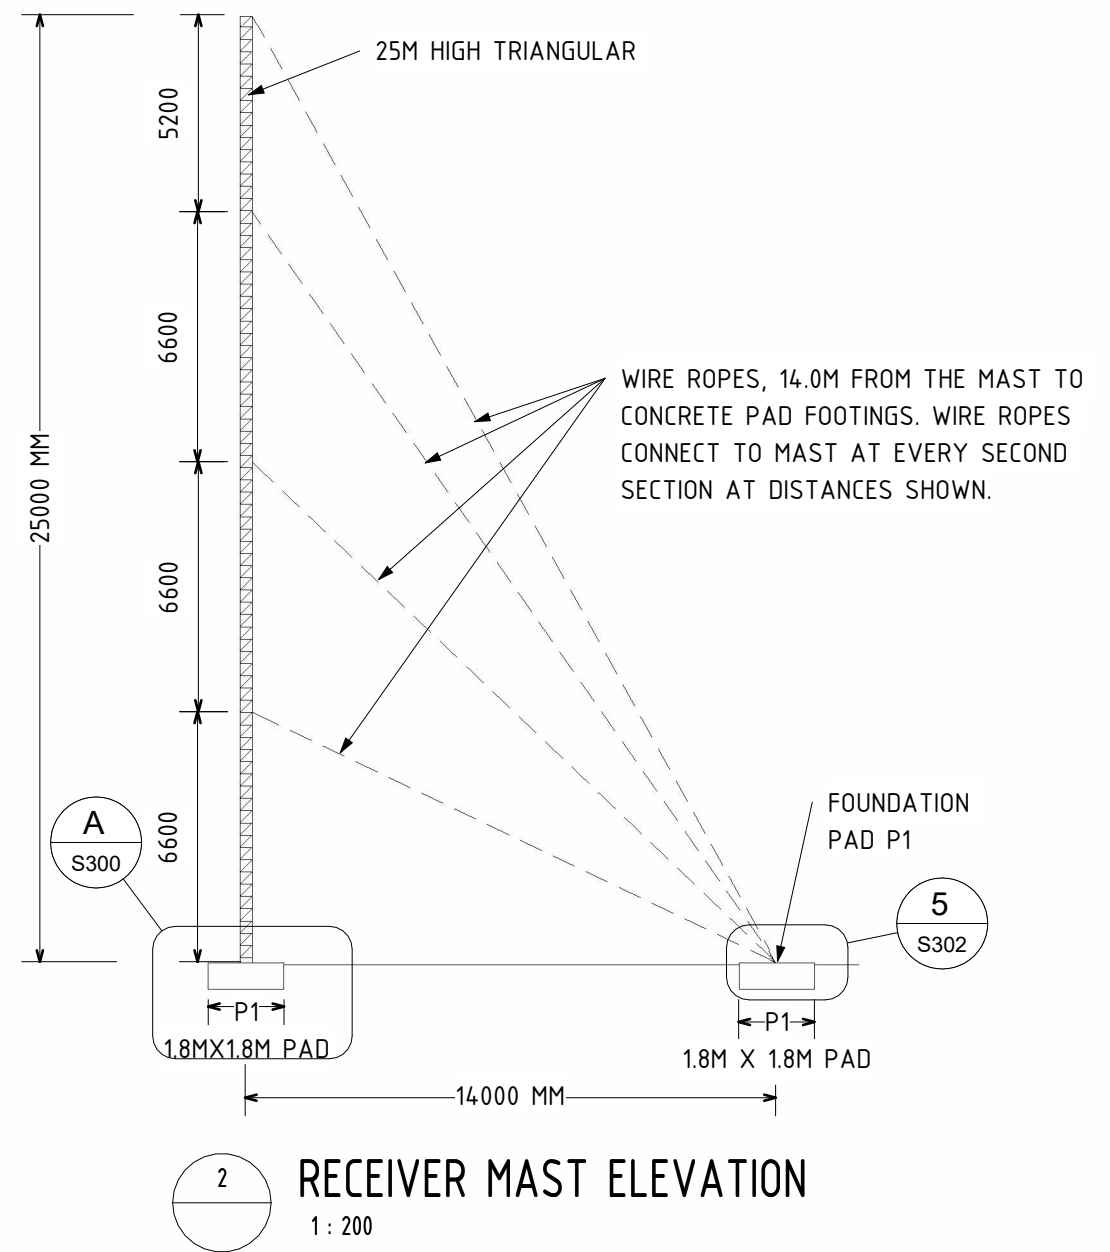 25M HIGH TRIANGULAR
5200
6600
25000 MM
6600
6600
WIRE ROPES, 14.0M FROM THE MAST TO
CONCRETE PAD FOOTINGS. WIRE ROPES
CONNECT TO MAST AT EVERY SECOND
SECTION AT DISTANCES SHOWN.
FOUNDATION
PAD P1
A
S300
5
S302
P1
1.8MX1.8M PAD
P1
1.8M X 1.8M PAD
14000 MM
2
RECEIVER MAST ELEVATION
1 : 200